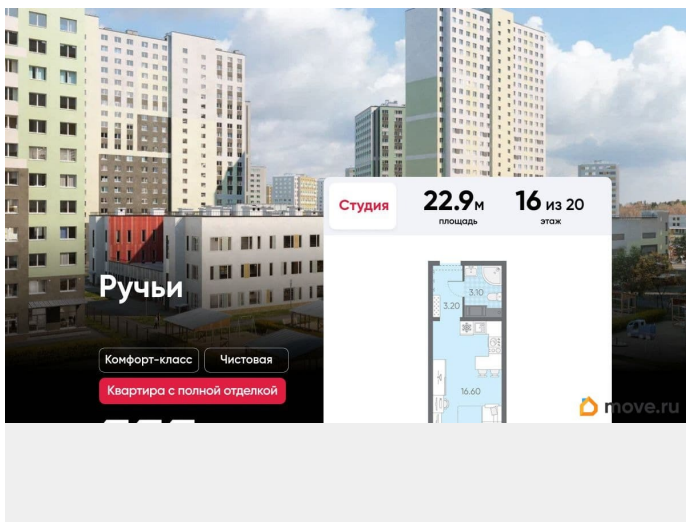 Студия
22.9 м
площадь
16 из 20
этаж
Ручьи
3.10
3.20
Комфорт-класс
Чистовая
Квартира с полной отделкой
16.60
move.ru